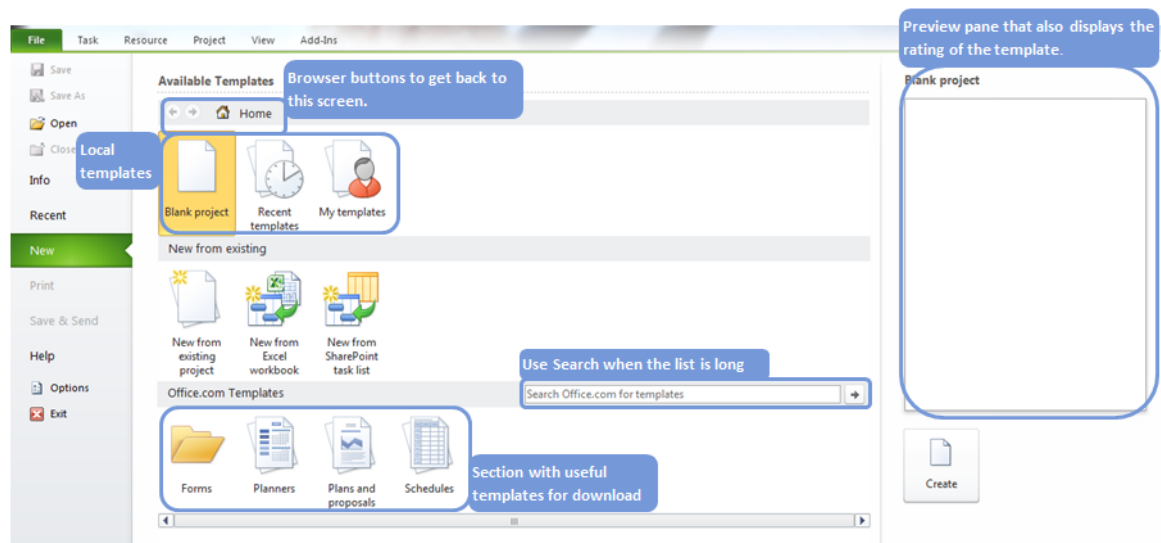 Preview pane that also displays the
rating of the template.
File Task Resource Project View Add-Ins
Save
Save As
Open
Close
Info
Recent
New
Print
Save & Send
Help
Options
Exit
Available Templates
Browser buttons to get back to
this screen.
Home
Local
templates
Blank project
Recent
templates
My templates
New from existing
New from
existing
project
New from
Excel
workbook
New from
SharePoint
task list
Use Search when the list is long
Office.com Templates
Search Office.com for templates
Forms
Planners
Plans and
proposals
Schedules
Section with useful
templates for download
Blank project
Create